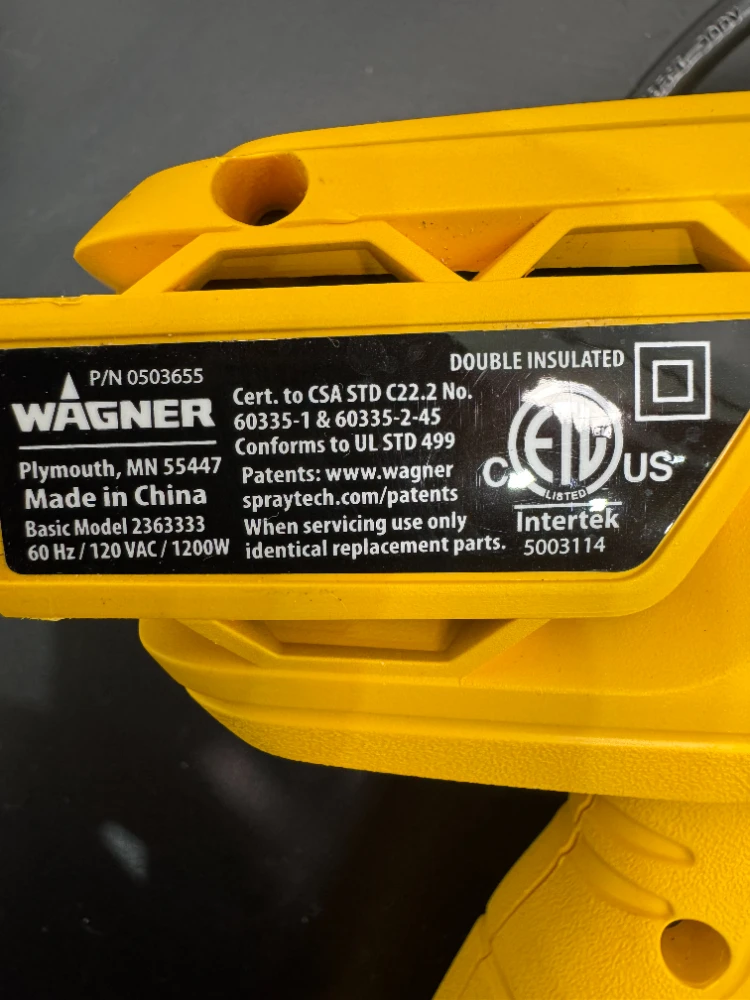 P/N 0503655
WAGNER
Plymouth, MN 55447
Made in China
Basic Model 2363333
60 Hz / 120 VAC / 1200W
Cert. to CSA STD C22.2 No.
60335-1 & 60335-2-45
Conforms to UL STD 499
Patents: www.wagner
spraytech.com/patents
When servicing use only
identical replacement parts.
DOUBLE INSULATED
C ETL US
LISTED
Intertek
5003114